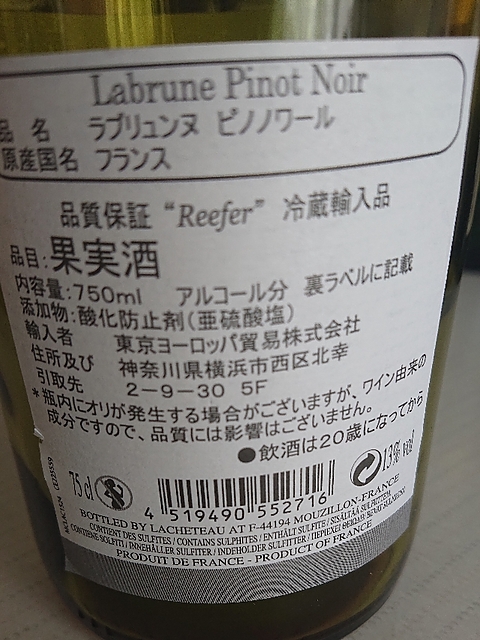 Labrune Pinot Noir
品 名 ラブリュンヌ ピノノワール
原産国名 フランス
品質保証 “Reefer” 冷蔵輸入品
品目:果実酒
内容量:750ml アルコール分 裏ラベルに記載
添加物:酸化防止剤(亜硫酸塩)
輸入者 東京ヨーロッパ貿易株式会社
住所及び 神奈川県横浜市西区北幸
引取先 2-9-30 5F
*瓶内にオリが発生する場合がございますが、ワイン由来の
成分ですので、品質には影響はございません。
●飲酒は20歳になってから
75 cl
13% vol
4 519490 552716
BOTTLED BY LACHETEAU AT F-44194 MOUZILLON-FRANCE
CONTIENT DES SULFITES / CONTAINS SULPHITES / ENTHÄLT SULFITE /
CONTIENE SOLFITI / INNEHÅLLER SULFITER / INDEHOLDER SULFITTER /
PRODUIT DE FRANCE - PRODUCT OF FRANCE